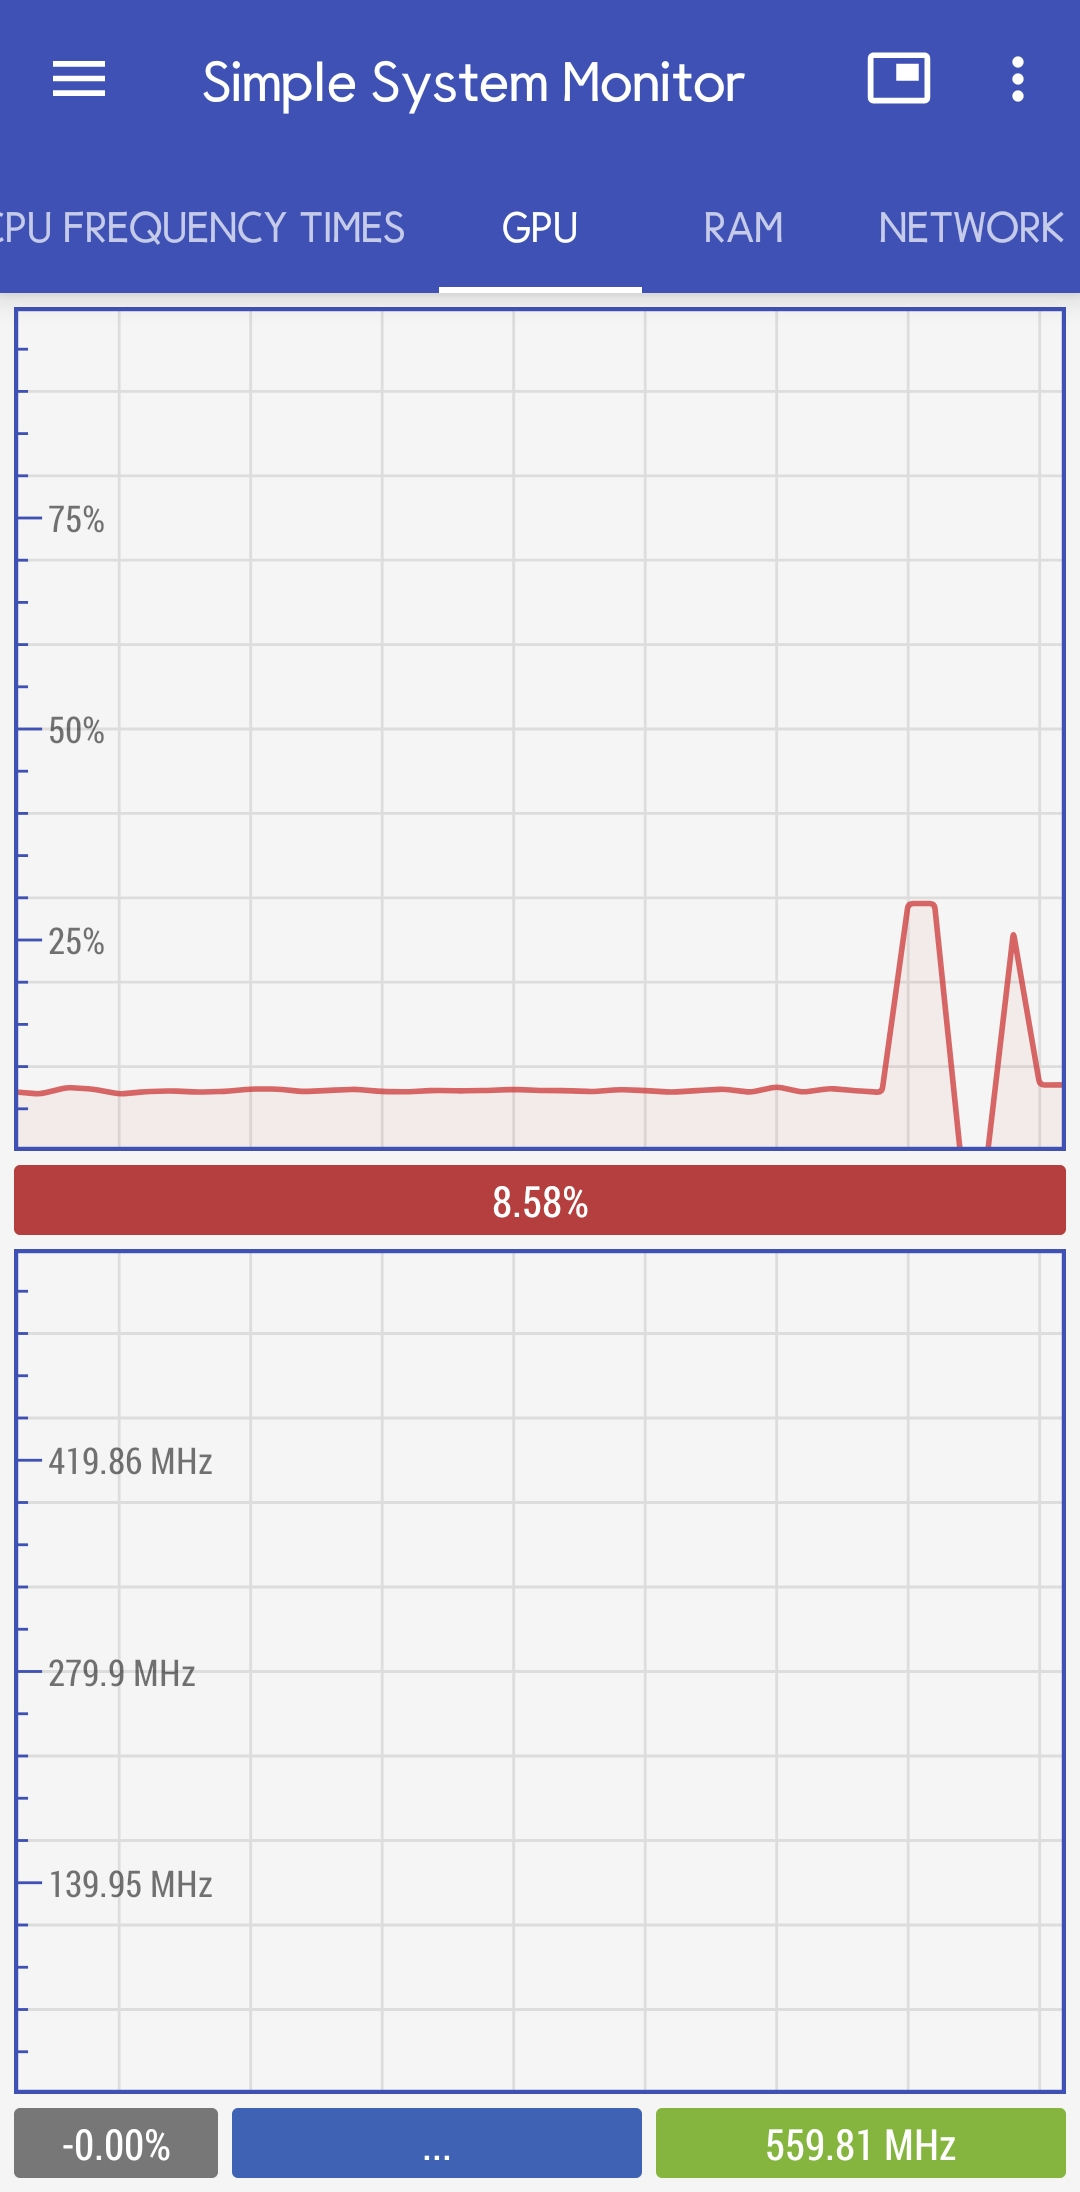 Simple System Monitor
CPU FREQUENCY TIMES GPU RAM NETWORK
75%
50%
25%
8.58%
419.86 MHz
279.9 MHz
139.95 MHz
-0.00% ... 559.81 MHz